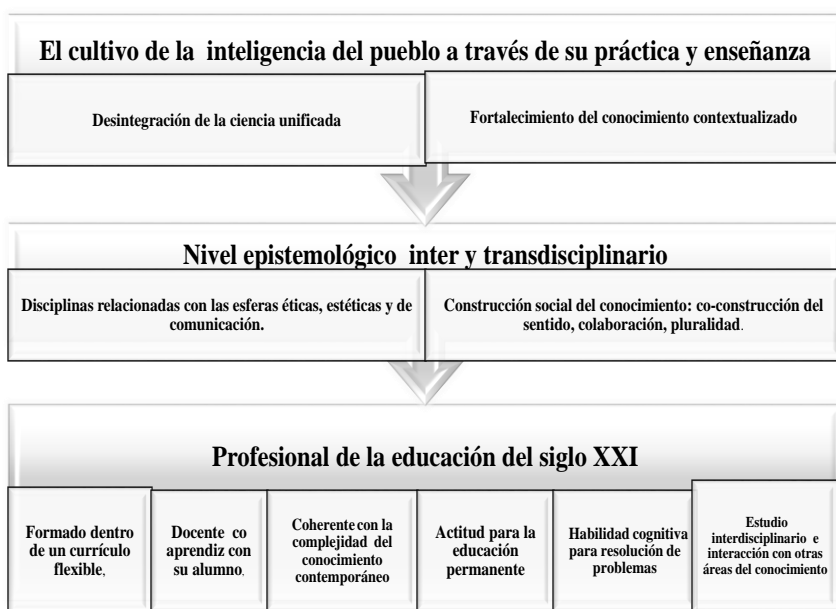 El cultivo de la inteligencia del pueblo a través de su práctica y enseñanza
Desintegración de la ciencia unificada
Fortalecimiento del conocimiento contextualizado
Nivel epistemológico inter y transdisciplinario
Disciplinas relacionadas con las esferas éticas, estéticas y de
comunicación.
Construcción social del conocimiento: co-construcción del
sentido, colaboración, pluralidad.
Profesional de la educación del siglo XXI
Formado dentro
de un currículo
flexible,
Docente co
aprendiz con
su alumno,
Coherente con la
complejidad del
conocimiento
contemporáneo
Actitud para la
educación
permanente
Habilidad cognitiva
para resolución de
problemas
Estudio
interdisciplinario e
interacción con otras
áreas del conocimiento